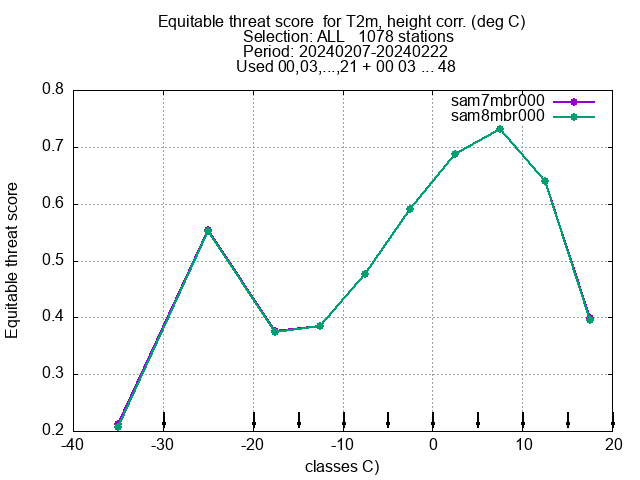 Equitable threat score  for T2m, height corr. (deg C)
Selection: ALL   1078 stations
Period: 20240207-20240222
Used 00,03,...,21 + 00 03 ... 48
sam7mbr000
sam8mbr000
0.8
0.7
0.6
0.5
0.4
0.3
0.2
Equitable threat score
-40 -30 -20 -10 0 10 20
classes C)